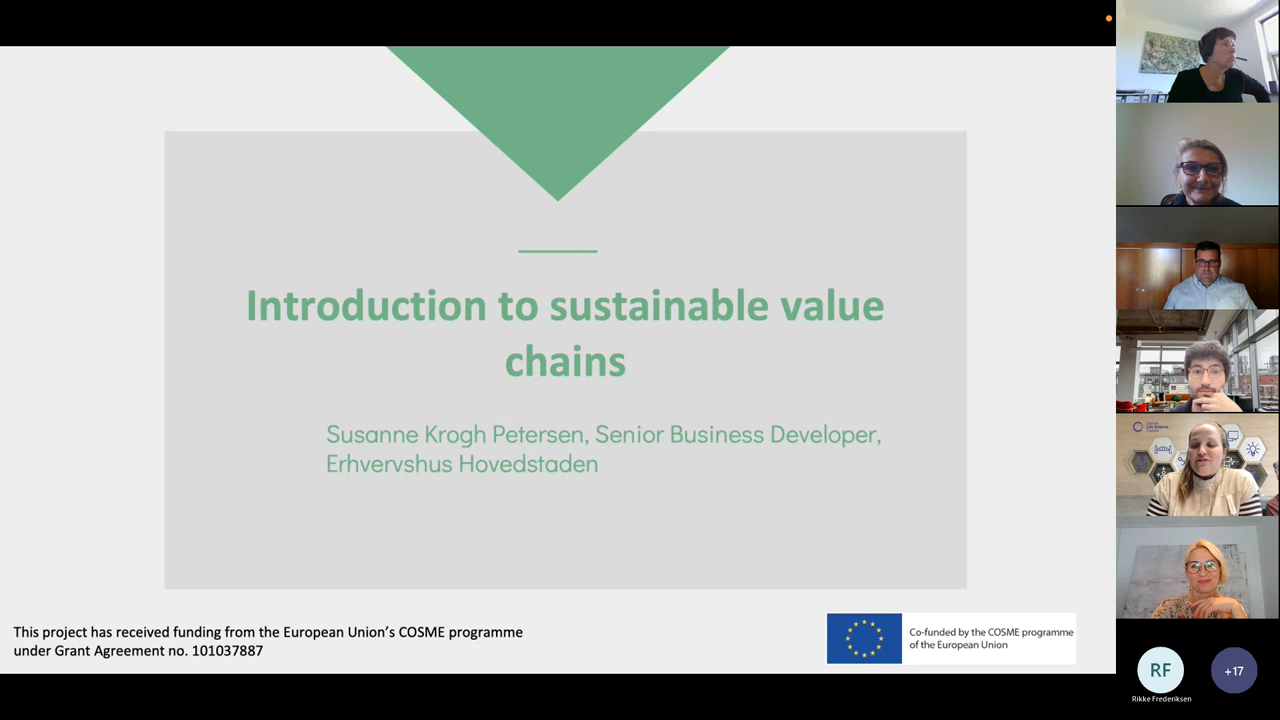 Introduction to sustainable value
chains
Susanne Krogh Petersen, Senior Business Developer,
Erhvervshus Hovedstaden
This project has received funding from the European Union's COSME programme
under Grant Agreement no. 101037887
Co-funded by the COSME programme
of the European Union
RF
Rikke Frederiksen
+17